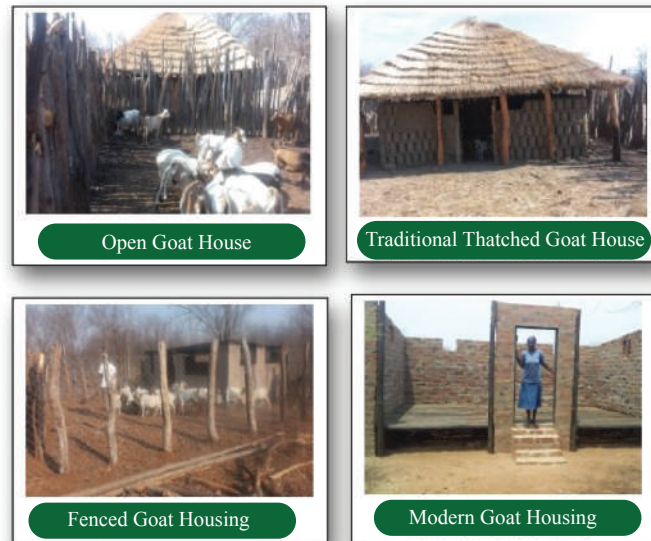 Open Goat House
Traditional Thatched Goat House
Fenced Goat Housing
Modern Goat Housing